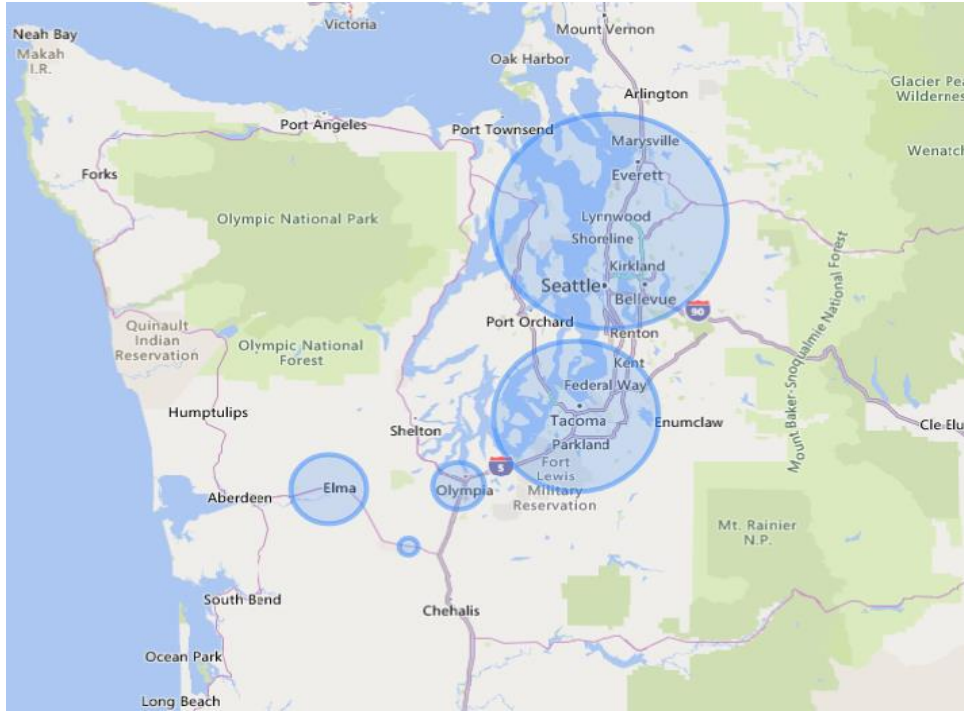 Victoria
Neah Bay
Makah
I.R.
Mount Vernon
Oak Harbor
Glacier Pea
Wilderness
Arlington
Port Angeles
Port Townsend
Marysville
Wenatch
Everett
Forks
Olympic National Park
Lynnwood
Shoreline
Kirkland
Seattle
Bellevue
90
Port Orchard
Renton
Quinault
Indian
Reservation
Olympic National
Forest
Mount Baker-Snoqualmie National Forest
Kent
Federal Way
Humptulips
Tacoma
Enumclaw
Cle Elu
Shelton
Parkland
5
Fort
Lewis
Military
Reservation
Elma
Olympia
Aberdeen
Mt. Rainier
N.P.
South Bend
Chehalis
Ocean Park
Long Beach